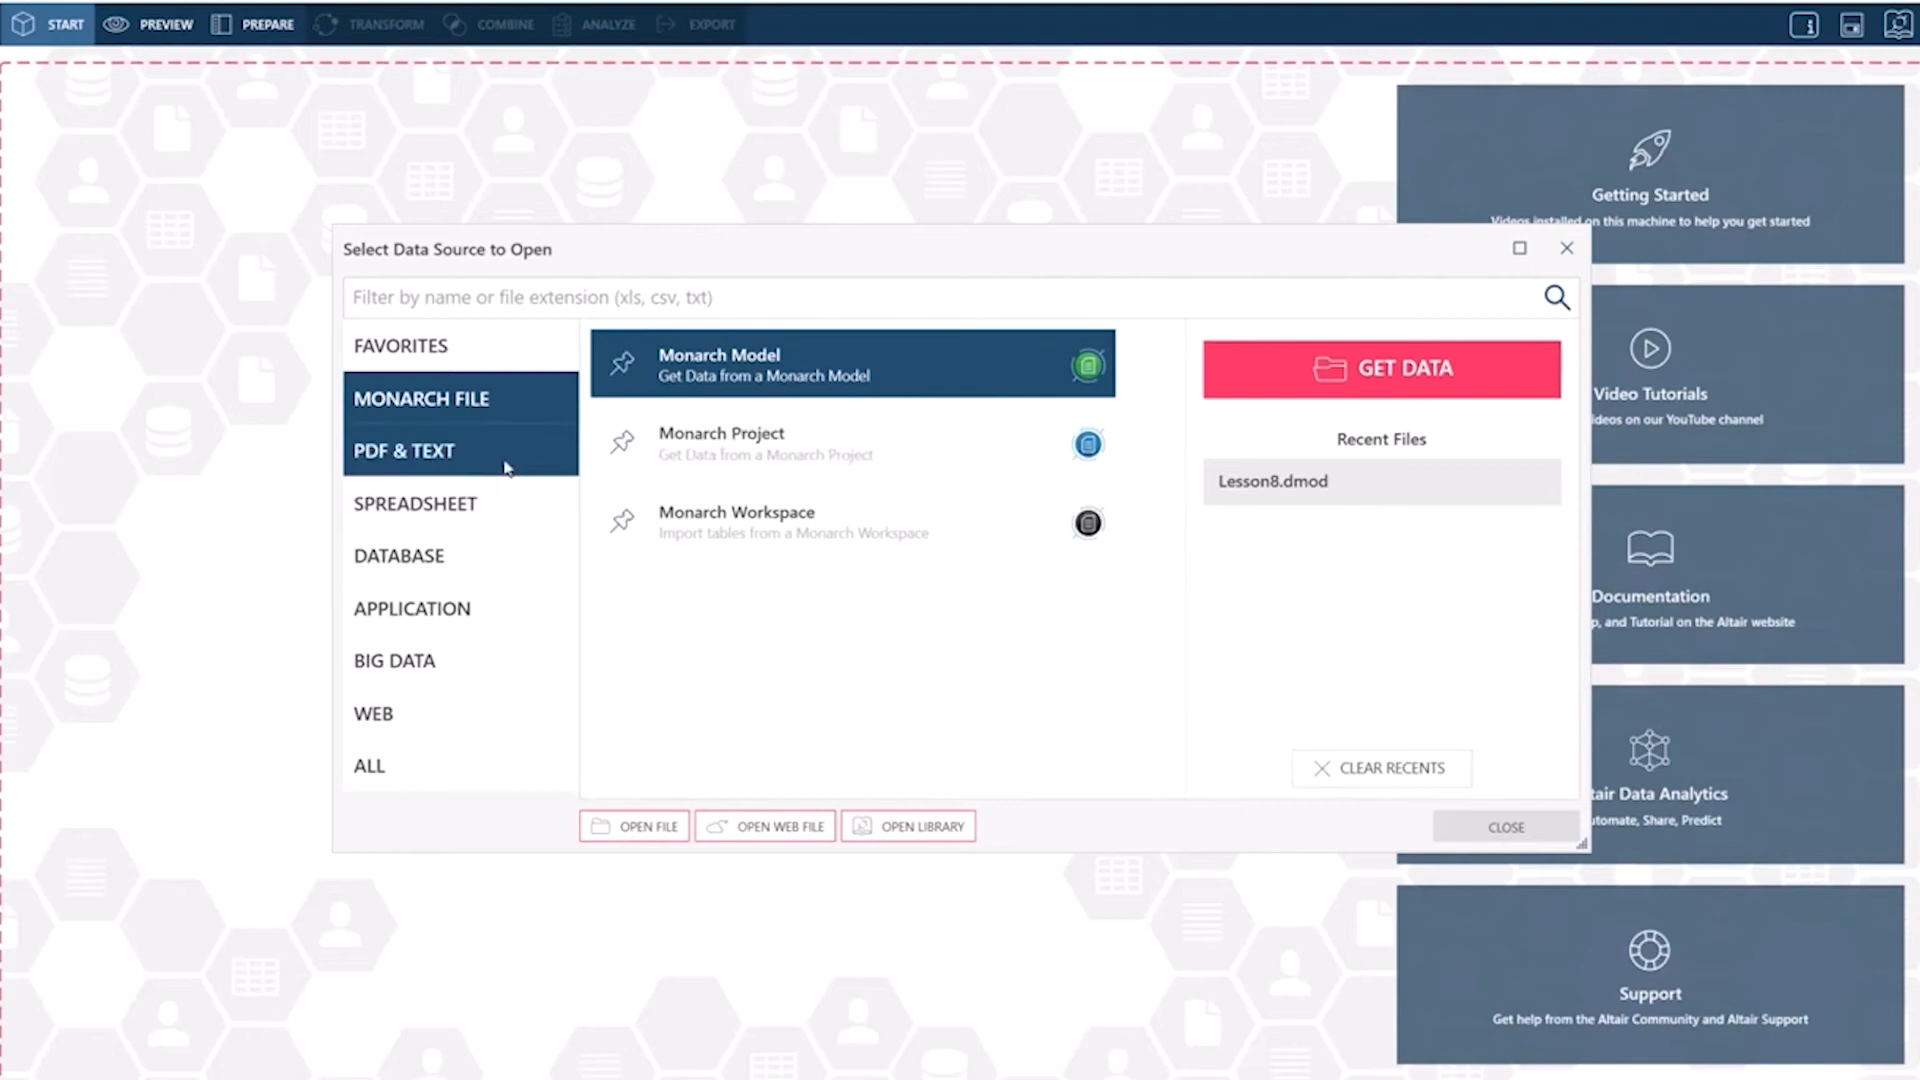 START
PREVIEW
PREPARE
TRANSFORM
COMBINE
ANALYZE
EXPORT
Getting Started
Videos installed on this machine to help you get started
Select Data Source to Open
Filter by name or file extension (xls, csv, txt)
FAVORITES
MONARCH FILE
PDF & TEXT
SPREADSHEET
DATABASE
APPLICATION
BIG DATA
WEB
ALL
Monarch Model
Get Data from a Monarch Model
Monarch Project
Get Data from a Monarch Project
Monarch Workspace
Import tables from a Monarch Workspace
GET DATA
Recent Files
Lesson8.dmod
CLEAR RECENTS
OPEN FILE
OPEN WEB FILE
OPEN LIBRARY
CLOSE
Video Tutorials
on our YouTube channel
Documentation
, and Tutorial on the Altair website
Data Analytics
, Share, Predict
Support
Get help from the Altair Community and Altair Support